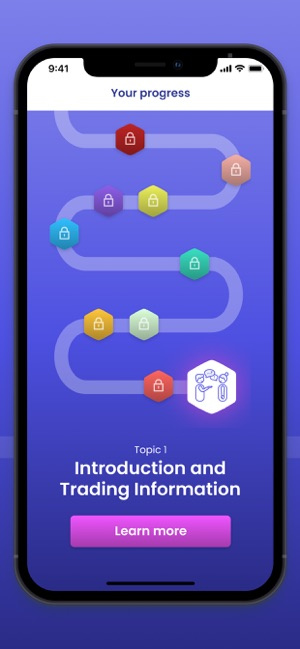 9:41
Your progress
Topic 1
Introduction and
Trading Information
Learn more